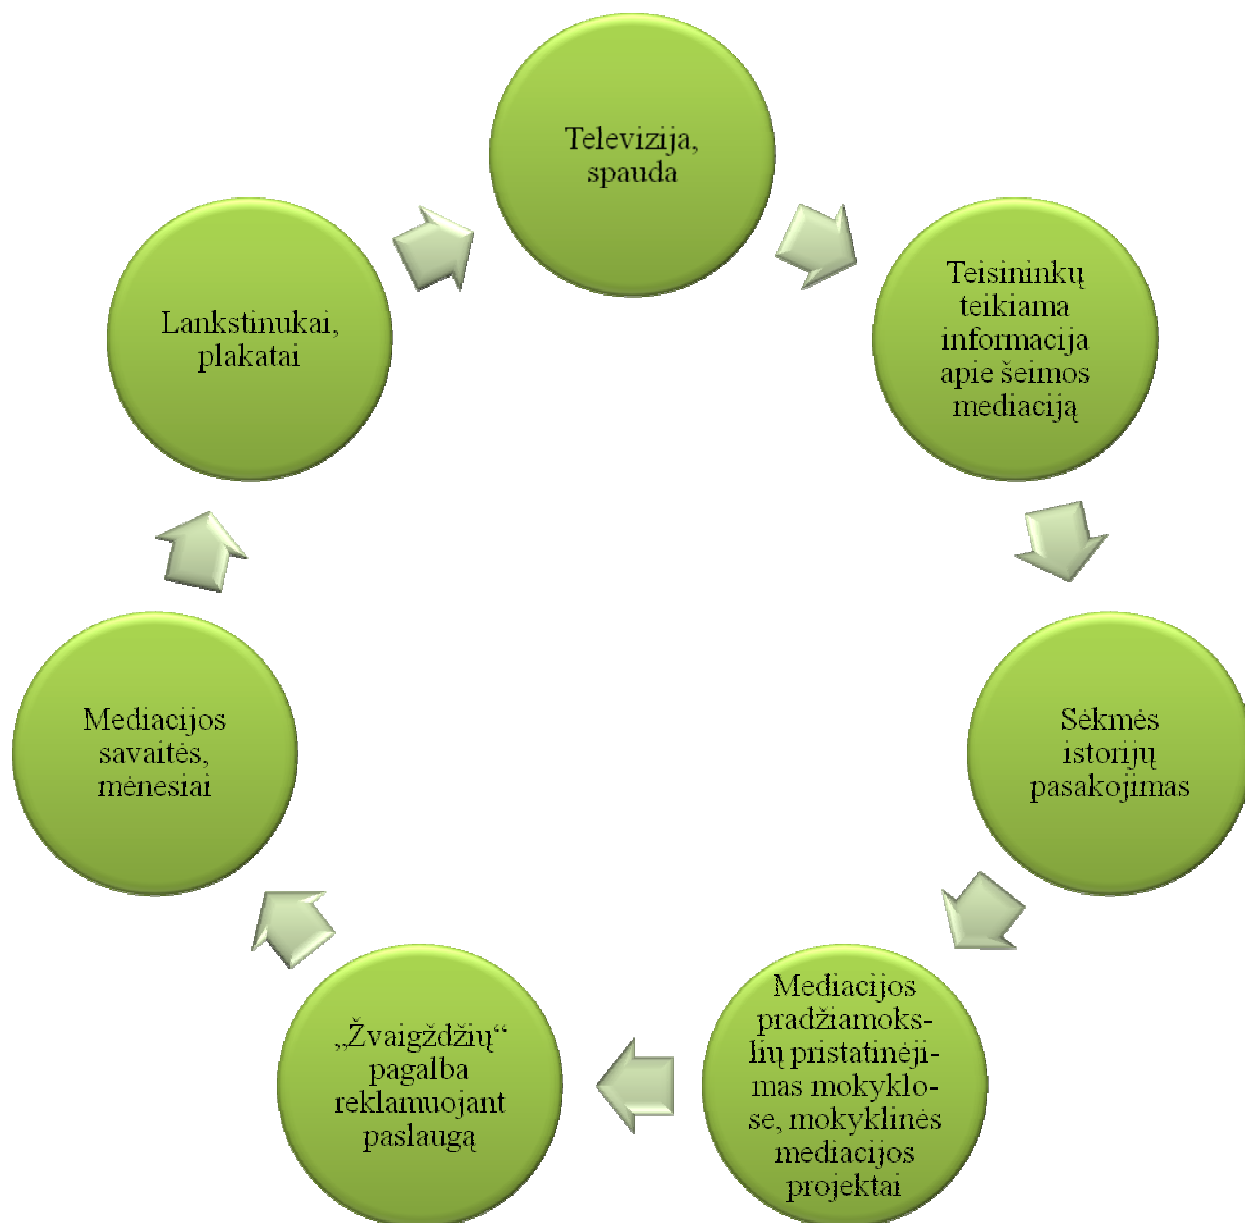 Televizija,
spauda
Teisininkų
teikiama
informacija
apie šeimos
mediaciją
Sėkmės
istorijų
pasakojimas
Mediacijos
pradžiamoks-
lių pristatinėji-
mas mokyklo-
se, mokyklinės
mediacijos
projektai
„Žvaigždžių“
pagalba
reklamuojant
paslaugą
Mediacijos
savaitės,
mėnesiai
Lankstinukai,
plakatai